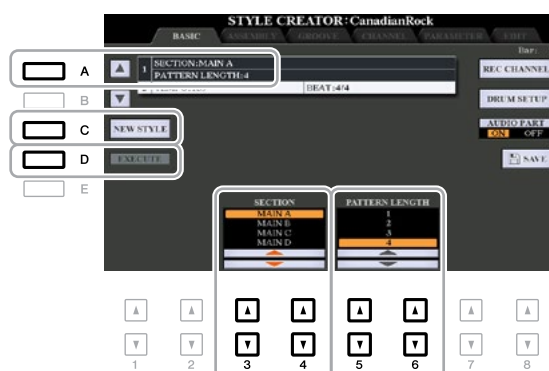 STYLE CREATOR:CanadianRock
BASIC ASSEMBLY GROOVE CHANNEL PARAMETER EDIT
Bar:
A 1 SECTION:MAIN A
PATTERN LENGTH:4
REC CHANNEL
B BEAT:4/4
DRUM SETUP
C NEW STYLE
AUDIO PART
ON OFF
D EXECUTE
SAVE
E
SECTION PATTERN LENGTH
MAIN A 1
MAIN B 2
MAIN C 3
MAIN D 4
1 2 3 4 5 6 7 8